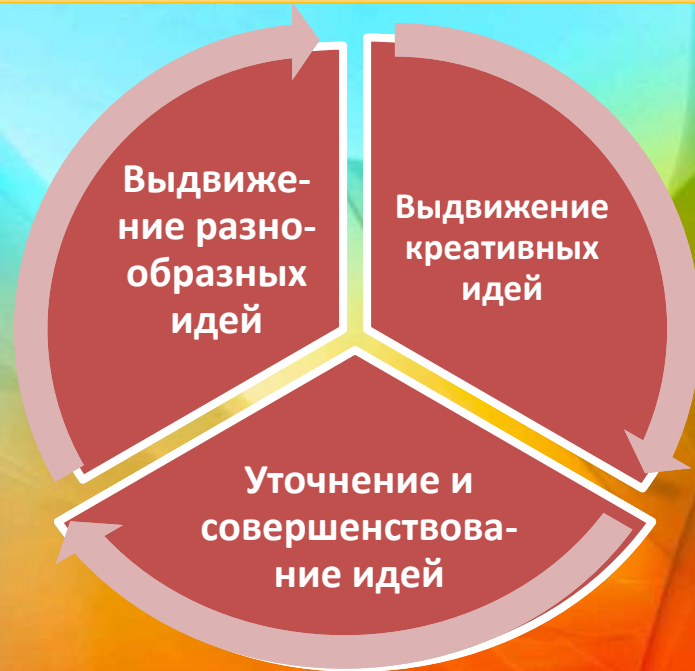 Выдвиже-
ние разно-
образных
идей
Выдвижение
креативных
идей
Уточнение и
совершенствова-
ние идей